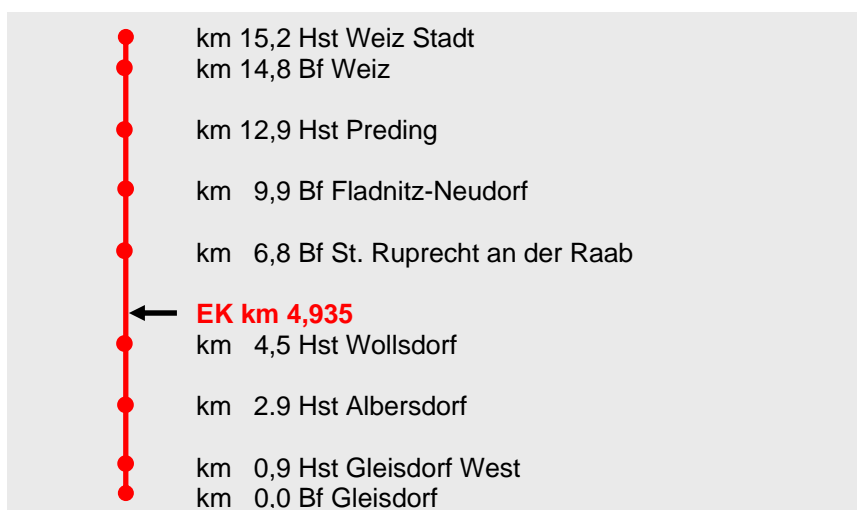 km 15,2 Hst Weiz Stadt
km 14,8 Bf Weiz
km 12,9 Hst Preding
km 9,9 Bf Fladnitz-Neudorf
km 6,8 Bf St. Ruprecht an der Raab
EK km 4,935
km 4,5 Hst Wollsdorf
km 2.9 Hst Albersdorf
km 0,9 Hst Gleisdorf West
km 0,0 Bf Gleisdorf